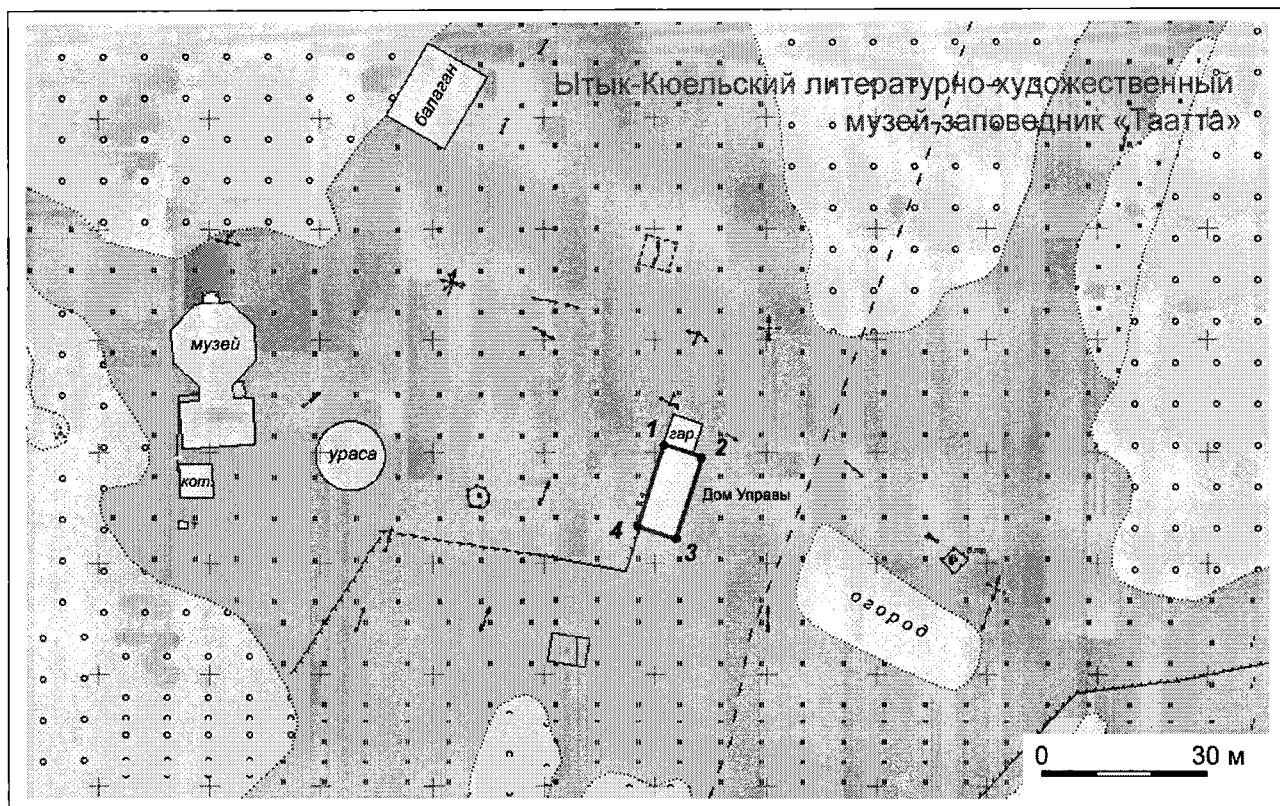 Ытык-Кюельский литературно-художественный
музей-заповедник «Таатта»
балаган
музей
ураса
кот.
гар.
1
2
Дом Управы
4
3
огород
0 30 м